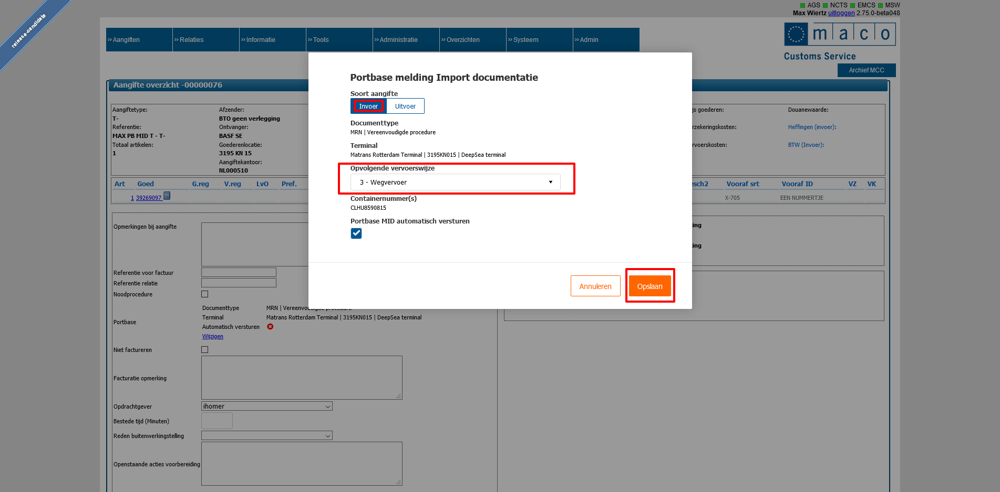 release-candidate
AGS NCTS EMCS MSW
Max Wiertz uitloggen 2.75.0-beta048
maco
Customs Service
Archief MCC
›› Aangiften ›› Relaties ›› Informatie ›› Tools ›› Administratie ›› Overzichten ›› Systeem ›› Admin
Aangifte overzicht -00000076
Aangiftetype:
T-
Referentie:
MAX PB MID T - T-
Totaal artikelen:
1
Afzender:
BTO geen verlegging
Ontvanger:
BASF SE
Goederenlocatie:
3195 KN 15
Aangiftekantoor:
NL000510
js goederen:
rzekeringskosten:
rvoerskosten:
Douanewaarde:
Heffingen (invoer):
BTW (Invoer):
Art Goed G.reg V.reg LvO Pref. esch2 Vooraf srt Vooraf ID VZ VK
1 39269097 X-705 EEN NUMMERTJE
Portbase melding Import documentatie
Soort aangifte
Invoer Uitvoer
Documenttype
MRN | Vereenvoudigde procedure
Terminal
Matrans Rotterdam Terminal | 3195KN015 | DeepSea terminal
Opvolgende vervoerswijze
3 - Wegvervoer
Containernummer(s)
CLHU8590815
Portbase MID automatisch versturen
Annuleren Opslaan
Opmerkingen bij aangifte
ing
ing
Referentie voor factuur
Referentie relatie
Noodprocedure
Portbase
Documenttype MRN | Vereenvoudigde procedure
Terminal Matrans Rotterdam Terminal | 3195KN015 | DeepSea terminal
Automatisch versturen
Wijzigen
Niet factureren
Facturatie opmerking
Opdrachtgever ihomer
Bestede tijd (Minuten)
Reden buitenwerkingstelling
Openstaande acties voorbereiding